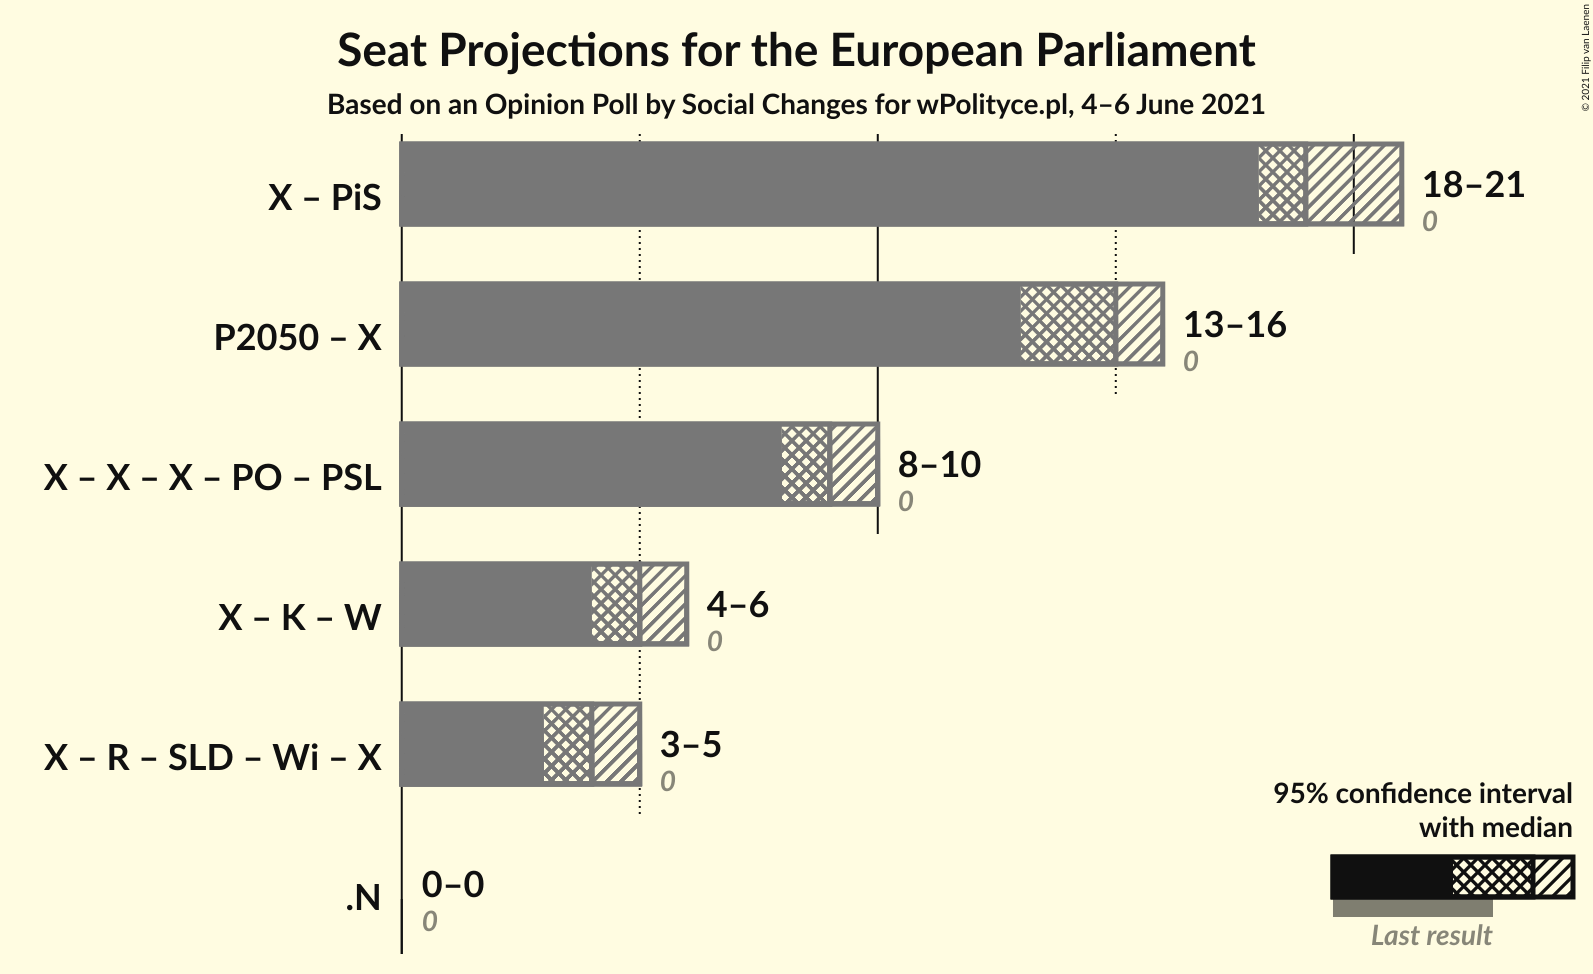 Seat Projections for the European Parliament
Based on an Opinion Poll by Social Changes for wPolityce.pl, 4–6 June 2021
© 2021 Filip van Laenen
X – PiS
18–21
0
P2050 – X
13–16
0
X – X – X – PO – PSL
8–10
0
X – K – W
4–6
0
X – R – SLD – Wi – X
3–5
0
.N
0–0
0
95% confidence interval
with median
Last result